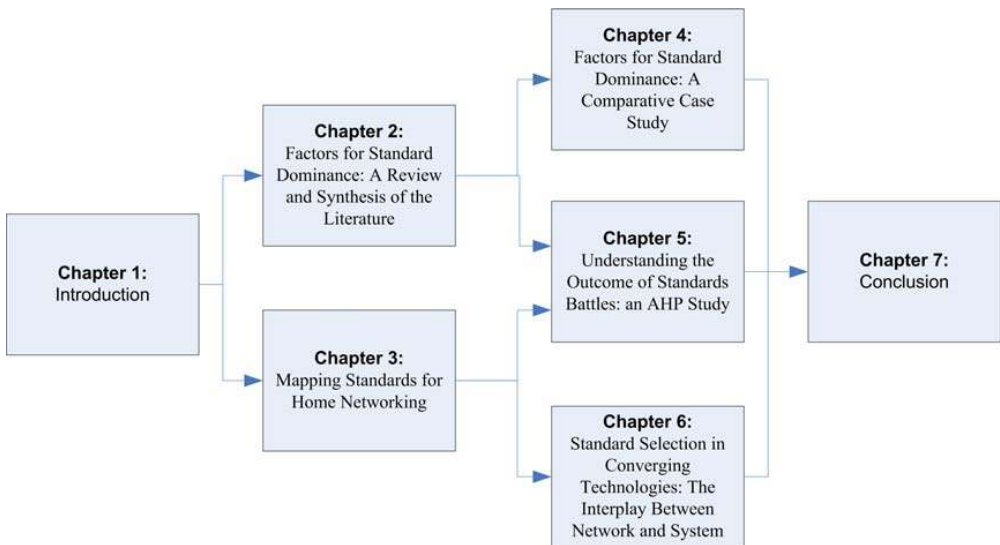 Chapter 1:
Introduction
Chapter 2:
Factors for Standard
Dominance: A Review
and Synthesis of the
Literature
Chapter 3:
Mapping Standards for
Home Networking
Chapter 4:
Factors for Standard
Dominance: A
Comparative Case
Study
Chapter 5:
Understanding the
Outcome of Standards
Battles: an AHP Study
Chapter 6:
Standard Selection in
Converging
Technologies: The
Interplay Between
Network and System
Chapter 7:
Conclusion